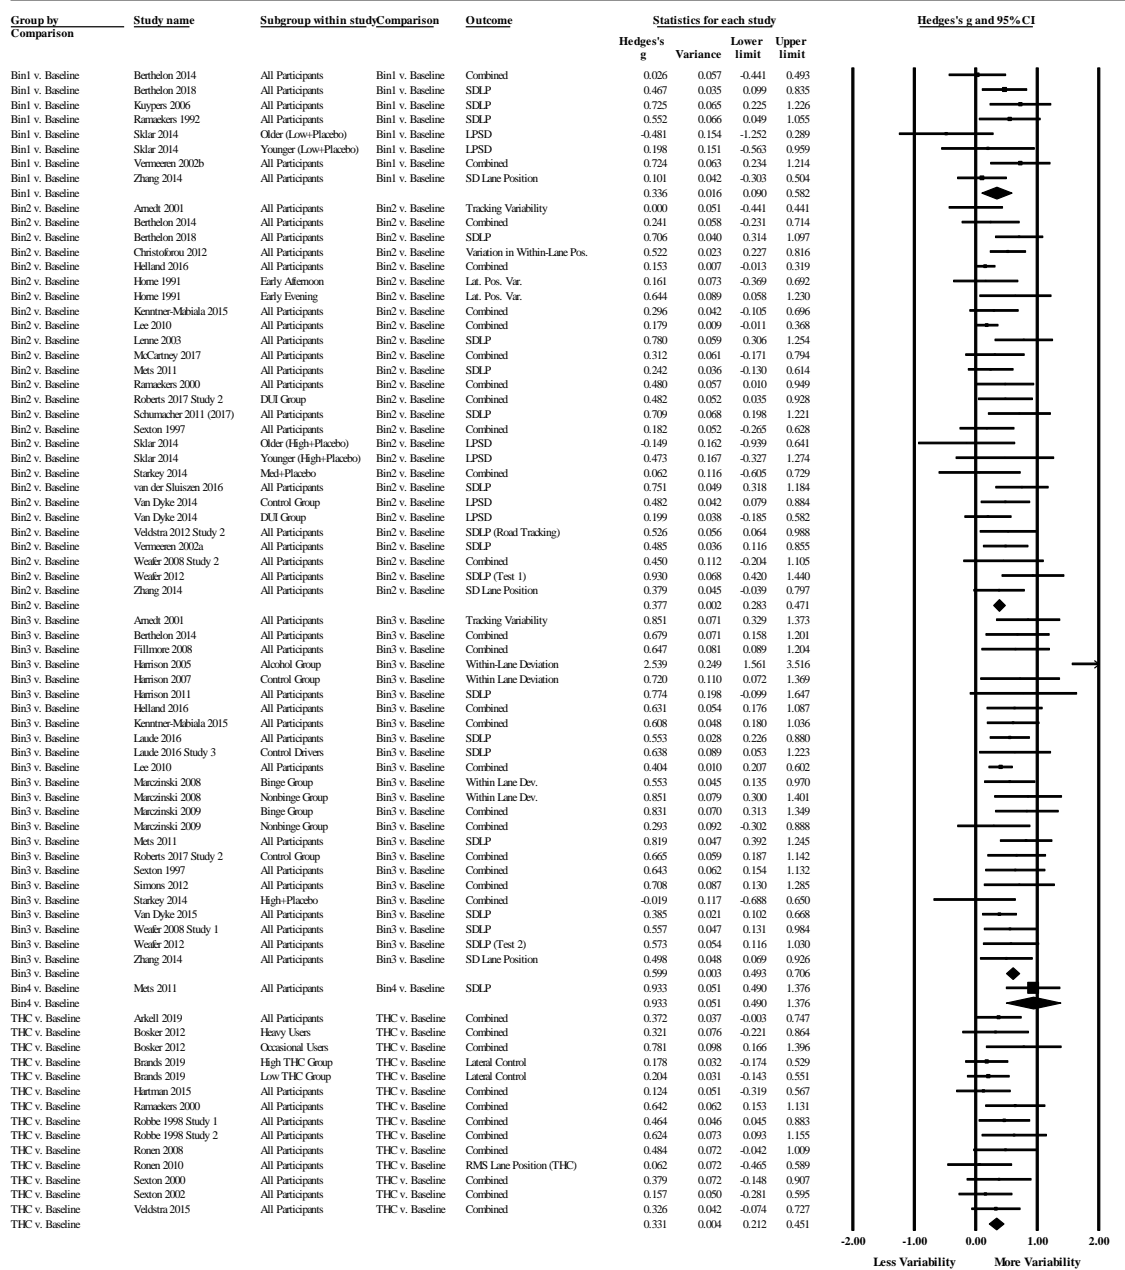 Group by Study name Subgroup within study Comparison Outcome Statistics for each study Hedges's g and 95% CI
Comparison
Hedges's Lower Upper
g Variance limit limit
Bin1 v. Baseline Berthelon 2014 All Participants Bin1 v. Baseline Combined 0.026 0.057 -0.441 0.493
Bin1 v. Baseline Berthelon 2018 All Participants Bin1 v. Baseline SDLP 0.467 0.035 0.099 0.835
Bin1 v. Baseline Kuypers 2006 All Participants Bin1 v. Baseline SDLP 0.725 0.065 0.225 1.226
Bin1 v. Baseline Ramaekers 1992 All Participants Bin1 v. Baseline SDLP 0.552 0.066 0.049 1.055
Bin1 v. Baseline Sklar 2014 Older (Low+Placebo) Bin1 v. Baseline LPSD -0.481 0.154 -1.252 0.289
Bin1 v. Baseline Sklar 2014 Younger (Low+Placebo) Bin1 v. Baseline LPSD 0.198 0.151 -0.563 0.959
Bin1 v. Baseline Vermeeren 2002b All Participants Bin1 v. Baseline Combined 0.724 0.063 0.234 1.214
Bin1 v. Baseline Zhang 2014 All Participants Bin1 v. Baseline SD Lane Position 0.101 0.042 -0.303 0.504
Bin1 v. Baseline 0.336 0.016 0.090 0.582
Bin2 v. Baseline Arnedt 2001 All Participants Bin2 v. Baseline Tracking Variability 0.000 0.051 -0.441 0.441
Bin2 v. Baseline Berthelon 2014 All Participants Bin2 v. Baseline Combined 0.241 0.058 -0.231 0.714
Bin2 v. Baseline Berthelon 2018 All Participants Bin2 v. Baseline SDLP 0.706 0.040 0.314 1.097
Bin2 v. Baseline Christoforou 2012 All Participants Bin2 v. Baseline Variation in Within-Lane Pos. 0.522 0.023 0.227 0.816
Bin2 v. Baseline Helland 2016 All Participants Bin2 v. Baseline Combined 0.153 0.007 -0.013 0.319
Bin2 v. Baseline Horne 1991 Early Afternoon Bin2 v. Baseline Lat. Pos. Var. 0.161 0.073 -0.369 0.692
Bin2 v. Baseline Horne 1991 Early Evening Bin2 v. Baseline Lat. Pos. Var. 0.644 0.089 0.058 1.230
Bin2 v. Baseline Kenntner-Mabiala 2015 All Participants Bin2 v. Baseline Combined 0.296 0.042 -0.105 0.696
Bin2 v. Baseline Lee 2010 All Participants Bin2 v. Baseline Combined 0.179 0.009 -0.011 0.368
Bin2 v. Baseline Lenne 2003 All Participants Bin2 v. Baseline SDLP 0.780 0.059 0.306 1.254
Bin2 v. Baseline McCartney 2017 All Participants Bin2 v. Baseline Combined 0.312 0.061 -0.171 0.794
Bin2 v. Baseline Mets 2011 All Participants Bin2 v. Baseline SDLP 0.242 0.036 -0.130 0.614
Bin2 v. Baseline Ramaekers 2000 All Participants Bin2 v. Baseline Combined 0.480 0.057 0.010 0.949
Bin2 v. Baseline Roberts 2017 Study 2 DUI Group Bin2 v. Baseline Combined 0.482 0.052 0.035 0.928
Bin2 v. Baseline Schumacher 2011 (2017) All Participants Bin2 v. Baseline SDLP 0.709 0.068 0.198 1.221
Bin2 v. Baseline Sexton 1997 All Participants Bin2 v. Baseline Combined 0.182 0.052 -0.265 0.628
Bin2 v. Baseline Sklar 2014 Older (High+Placebo) Bin2 v. Baseline LPSD -0.149 0.162 -0.939 0.641
Bin2 v. Baseline Sklar 2014 Younger (High+Placebo) Bin2 v. Baseline LPSD 0.473 0.167 -0.327 1.274
Bin2 v. Baseline Starkey 2014 Med+Placebo Bin2 v. Baseline Combined 0.062 0.116 -0.605 0.729
Bin2 v. Baseline van der Sluiszen 2016 All Participants Bin2 v. Baseline SDLP 0.751 0.049 0.318 1.184
Bin2 v. Baseline Van Dyke 2014 Control Group Bin2 v. Baseline LPSD 0.482 0.042 0.079 0.884
Bin2 v. Baseline Van Dyke 2014 DUI Group Bin2 v. Baseline LPSD 0.199 0.038 -0.185 0.582
Bin2 v. Baseline Veldstra 2012 Study 2 All Participants Bin2 v. Baseline SDLP (Road Tracking) 0.526 0.056 0.064 0.988
Bin2 v. Baseline Vermeeren 2002a All Participants Bin2 v. Baseline SDLP 0.485 0.036 0.116 0.855
Bin2 v. Baseline Weafer 2008 Study 2 All Participants Bin2 v. Baseline Combined 0.450 0.112 -0.204 1.105
Bin2 v. Baseline Weafer 2012 All Participants Bin2 v. Baseline SDLP (Test 1) 0.930 0.068 0.420 1.440
Bin2 v. Baseline Zhang 2014 All Participants Bin2 v. Baseline SD Lane Position 0.379 0.045 -0.039 0.797
Bin2 v. Baseline 0.377 0.002 0.283 0.471
Bin3 v. Baseline Arnedt 2001 All Participants Bin3 v. Baseline Tracking Variability 0.851 0.071 0.329 1.373
Bin3 v. Baseline Berthelon 2014 All Participants Bin3 v. Baseline Combined 0.679 0.071 0.158 1.201
Bin3 v. Baseline Fillmore 2008 All Participants Bin3 v. Baseline Combined 0.647 0.081 0.089 1.204
Bin3 v. Baseline Harrison 2005 Alcohol Group Bin3 v. Baseline Within-Lane Deviation 2.539 0.249 1.561 3.516
Bin3 v. Baseline Harrison 2007 Control Group Bin3 v. Baseline Within Lane Deviation 0.720 0.110 0.072 1.369
Bin3 v. Baseline Harrison 2011 All Participants Bin3 v. Baseline SDLP 0.774 0.198 -0.099 1.647
Bin3 v. Baseline Helland 2016 All Participants Bin3 v. Baseline Combined 0.631 0.054 0.176 1.087
Bin3 v. Baseline Kenntner-Mabiala 2015 All Participants Bin3 v. Baseline Combined 0.608 0.048 0.180 1.036
Bin3 v. Baseline Laude 2016 All Participants Bin3 v. Baseline SDLP 0.553 0.028 0.226 0.880
Bin3 v. Baseline Laude 2016 Study 3 Control Drivers Bin3 v. Baseline SDLP 0.638 0.089 0.053 1.223
Bin3 v. Baseline Lee 2010 All Participants Bin3 v. Baseline Combined 0.404 0.010 0.207 0.602
Bin3 v. Baseline Marczinski 2008 Binge Group Bin3 v. Baseline Within Lane Dev. 0.553 0.045 0.135 0.970
Bin3 v. Baseline Marczinski 2008 Nonbinge Group Bin3 v. Baseline Within Lane Dev. 0.851 0.079 0.300 1.401
Bin3 v. Baseline Marczinski 2009 Binge Group Bin3 v. Baseline Combined 0.831 0.070 0.313 1.349
Bin3 v. Baseline Marczinski 2009 Nonbinge Group Bin3 v. Baseline Combined 0.293 0.092 -0.302 0.888
Bin3 v. Baseline Mets 2011 All Participants Bin3 v. Baseline SDLP 0.819 0.047 0.392 1.245
Bin3 v. Baseline Roberts 2017 Study 2 Control Group Bin3 v. Baseline Combined 0.665 0.059 0.187 1.142
Bin3 v. Baseline Sexton 1997 All Participants Bin3 v. Baseline Combined 0.643 0.062 0.154 1.132
Bin3 v. Baseline Simons 2012 All Participants Bin3 v. Baseline Combined 0.708 0.087 0.130 1.285
Bin3 v. Baseline Starkey 2014 High+Placebo Bin3 v. Baseline Combined -0.019 0.117 -0.688 0.650
Bin3 v. Baseline Van Dyke 2015 All Participants Bin3 v. Baseline SDLP 0.385 0.021 0.102 0.668
Bin3 v. Baseline Weafer 2008 Study 1 All Participants Bin3 v. Baseline SDLP 0.557 0.047 0.131 0.984
Bin3 v. Baseline Weafer 2012 All Participants Bin3 v. Baseline SDLP (Test 2) 0.573 0.054 0.116 1.030
Bin3 v. Baseline Zhang 2014 All Participants Bin3 v. Baseline SD Lane Position 0.498 0.048 0.069 0.926
Bin3 v. Baseline 0.599 0.003 0.493 0.706
Bin4 v. Baseline Mets 2011 All Participants Bin4 v. Baseline SDLP 0.933 0.051 0.490 1.376
Bin4 v. Baseline 0.933 0.051 0.490 1.376
THC v. Baseline Arkell 2019 All Participants THC v. Baseline Combined 0.372 0.037 -0.003 0.747
THC v. Baseline Bosker 2012 Heavy Users THC v. Baseline Combined 0.321 0.076 -0.221 0.864
THC v. Baseline Bosker 2012 Occasional Users THC v. Baseline Combined 0.781 0.098 0.166 1.396
THC v. Baseline Brands 2019 High THC Group THC v. Baseline Lateral Control 0.178 0.032 -0.174 0.529
THC v. Baseline Brands 2019 Low THC Group THC v. Baseline Lateral Control 0.204 0.031 -0.143 0.551
THC v. Baseline Hartman 2015 All Participants THC v. Baseline Combined 0.124 0.051 -0.319 0.567
THC v. Baseline Ramaekers 2000 All Participants THC v. Baseline Combined 0.642 0.062 0.153 1.131
THC v. Baseline Robbe 1998 Study 1 All Participants THC v. Baseline Combined 0.464 0.046 0.045 0.883
THC v. Baseline Robbe 1998 Study 2 All Participants THC v. Baseline Combined 0.624 0.073 0.093 1.155
THC v. Baseline Ronen 2008 All Participants THC v. Baseline Combined 0.484 0.072 -0.042 1.009
THC v. Baseline Ronen 2010 All Participants THC v. Baseline RMS Lane Position (THC) 0.062 0.072 -0.465 0.589
THC v. Baseline Sexton 2000 All Participants THC v. Baseline Combined 0.379 0.072 -0.148 0.907
THC v. Baseline Sexton 2002 All Participants THC v. Baseline Combined 0.157 0.050 -0.281 0.595
THC v. Baseline Veldstra 2015 All Participants THC v. Baseline Combined 0.326 0.042 -0.074 0.727
THC v. Baseline 0.331 0.004 0.212 0.451
-2.00 -1.00 0.00 1.00 2.00
Less Variability More Variability